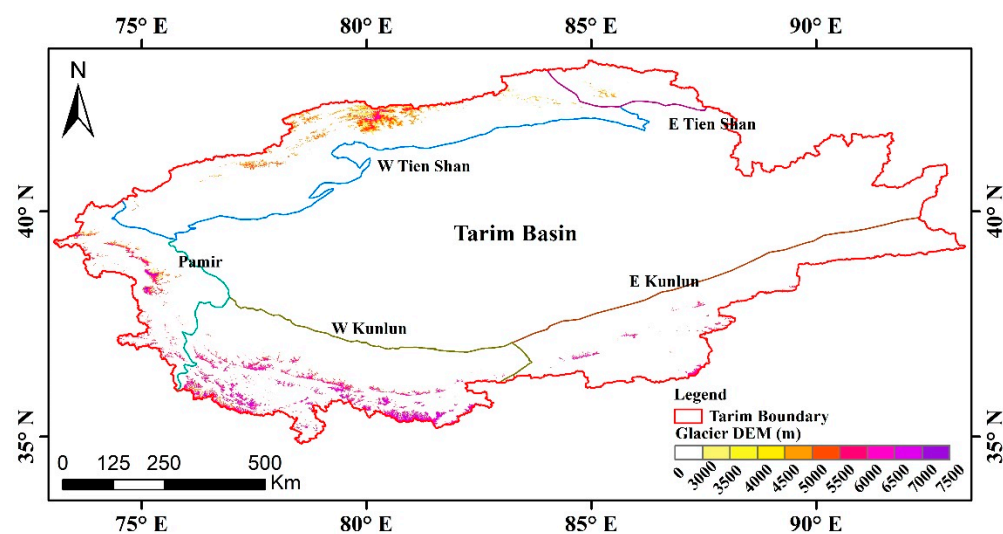 75° E 80° E 85° E 90° E
N
E Tien Shan
W Tien Shan
40° N
40° N
Tarim Basin
Pamir
E Kunlun
W Kunlun
Legend
Tarim Boundary
Glacier DEM (m)
0 3000 3500 4000 4500 5000 5500 6000 6500 7000 7500
35° N
35° N
0 125 250 500
Km
75° E 80° E 85° E 90° E